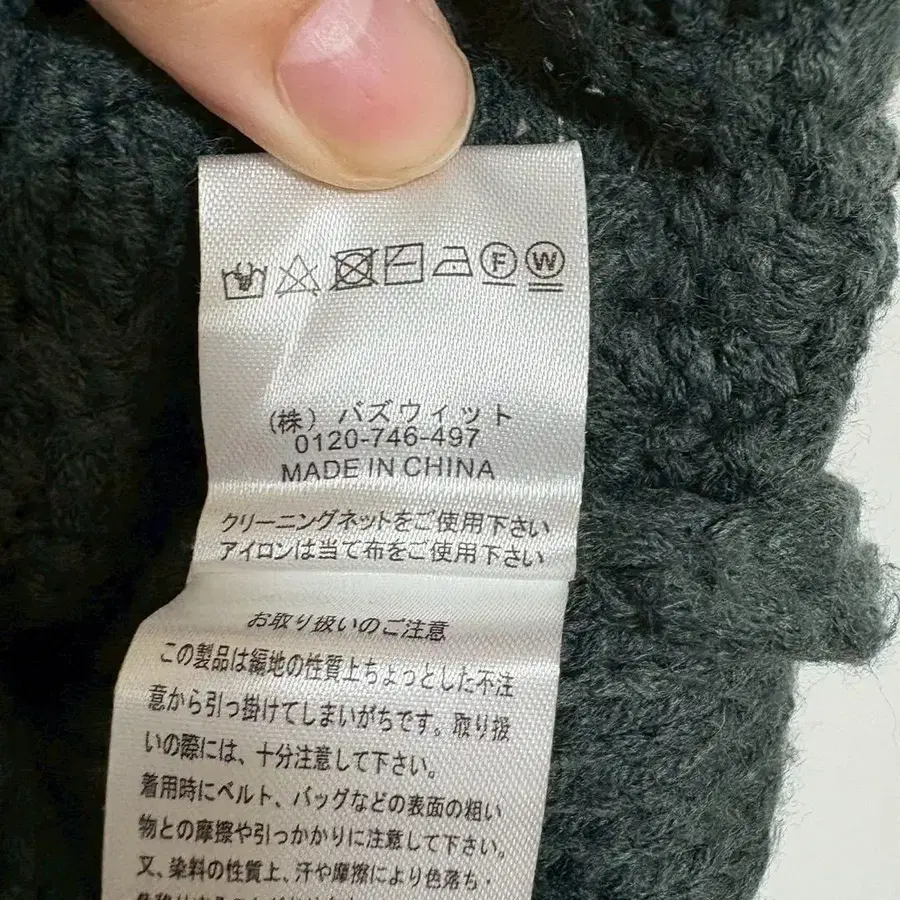 F W
(株) バズウィット
0120-746-497
MADE IN CHINA
クリーニングネットをご使用下さい
アイロンは当て布をご使用下さい
お取り扱いのご注意
この製品は編地の性質上ちょっとした不注
意から引っ掛けてしまいがちです。取り扱
いの際には、十分注意して下さい。
着用時にベルト、バッグなどの表面の粗い
物との摩擦や引っかかりに注意して下さい。
又、染料の性質上、汗や摩擦により色落ち・